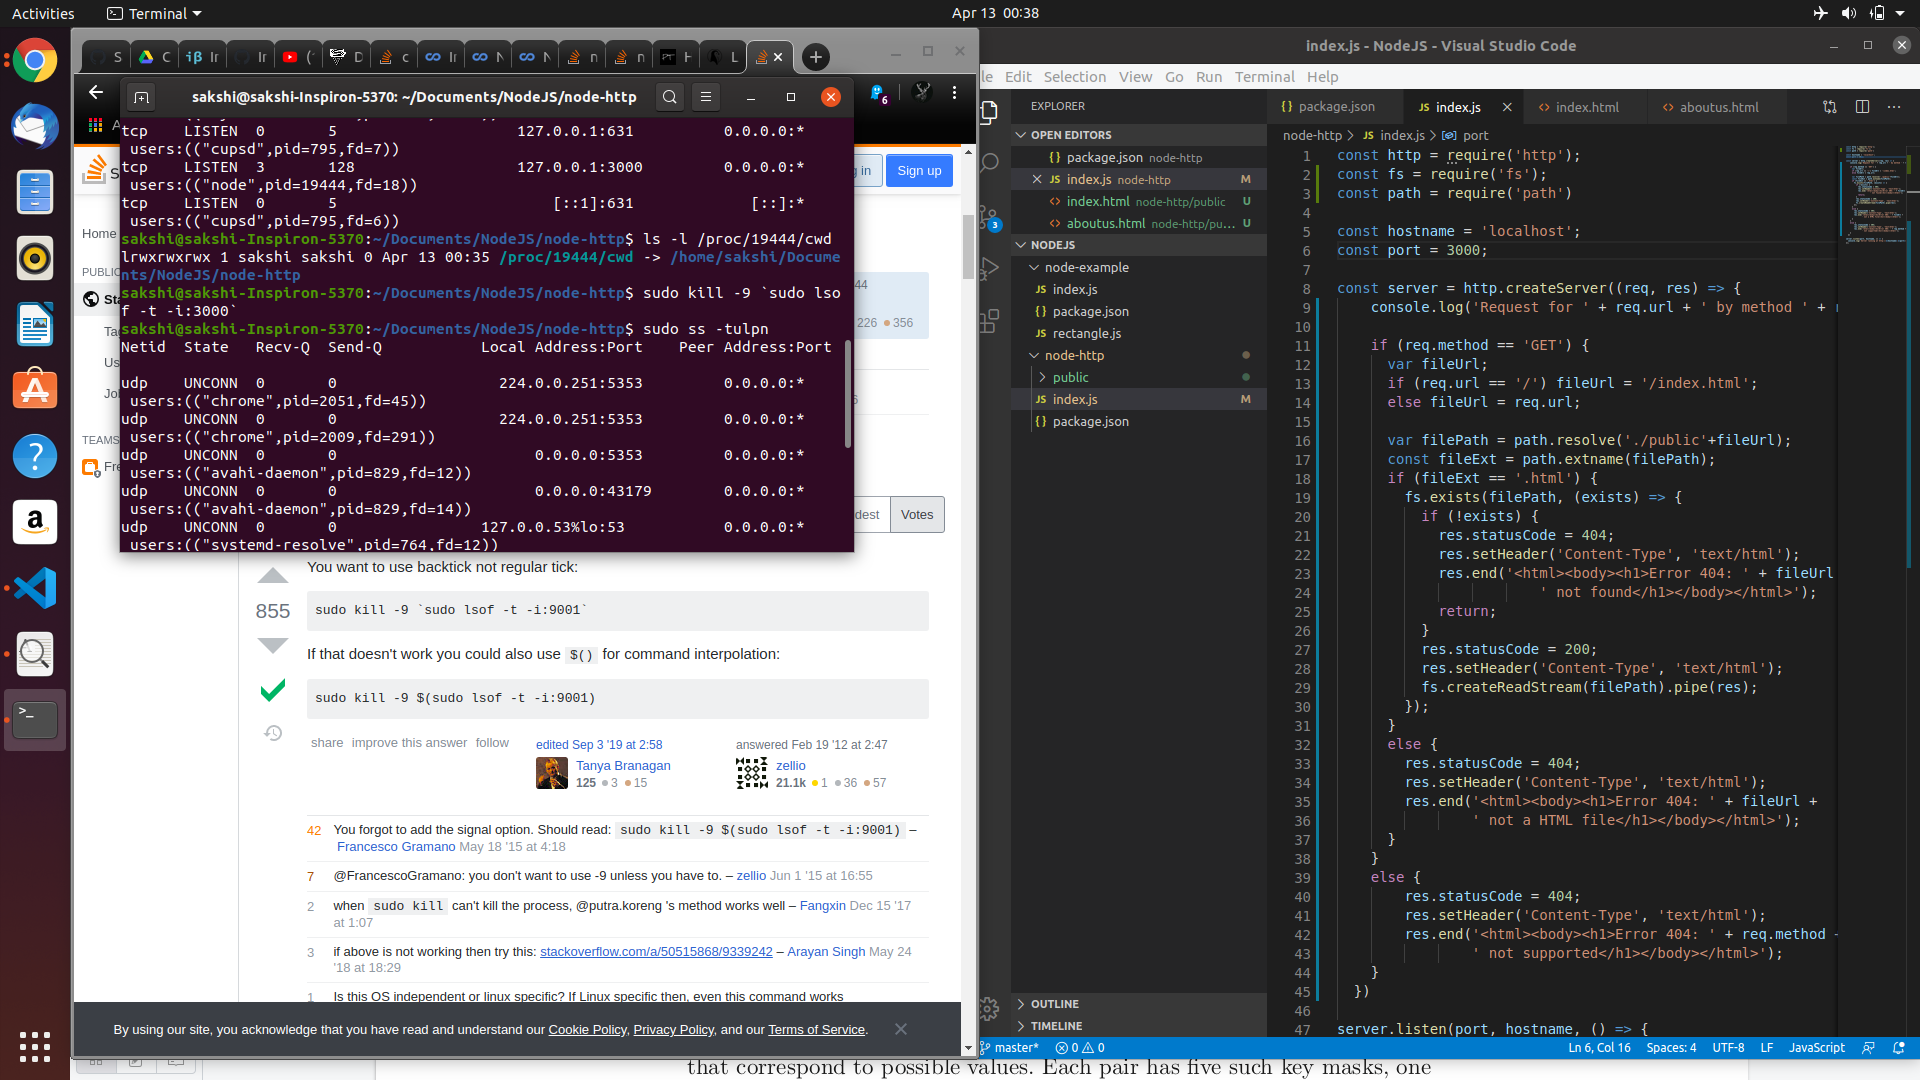 Activities
Terminal
Apr 13 00:38
S
C
iβ In
In
(
D
c
In
N
N
n
n
H
L
sakshi@sakshi-Inspiron-5370: ~/Documents/NodeJS/node-http
6
A
tcp LISTEN 0 5 127.0.0.1:631 0.0.0.0:*
users:(("cupsd",pid=795,fd=7))
tcp LISTEN 3 128 127.0.0.1:3000 0.0.0.0:*
users:(("node",pid=19444,fd=18))
tcp LISTEN 0 5 [::1]:631 [::]:*
users:(("cupsd",pid=795,fd=6))
sakshi@sakshi-Inspiron-5370:~/Documents/NodeJS/node-http$ ls -l /proc/19444/cwd
lrwxrwxrwx 1 sakshi sakshi 0 Apr 13 00:35 /proc/19444/cwd -> /home/sakshi/Docume
nts/NodeJS/node-http
sakshi@sakshi-Inspiron-5370:~/Documents/NodeJS/node-http$ sudo kill -9 `sudo lso
f -t -i:3000`
sakshi@sakshi-Inspiron-5370:~/Documents/NodeJS/node-http$ sudo ss -tulpn
Netid State Recv-Q Send-Q Local Address:Port Peer Address:Port
udp UNCONN 0 0 224.0.0.251:5353 0.0.0.0:*
users:(("chrome",pid=2051,fd=45))
udp UNCONN 0 0 224.0.0.251:5353 0.0.0.0:*
users:(("chrome",pid=2009,fd=291))
udp UNCONN 0 0 0.0.0.0:5353 0.0.0.0:*
users:(("avahi-daemon",pid=829,fd=12))
udp UNCONN 0 0 0.0.0.0:43179 0.0.0.0:*
users:(("avahi-daemon",pid=829,fd=14))
udp UNCONN 0 0 127.0.0.53%lo:53 0.0.0.0:*
users:(("systemd-resolve",pid=764,fd=12))
Sign up
Home
PUBLIC
Sta
Ta
Us
Jo
TEAMS
Fre
44
226 356
dest
Votes
You want to use backtick not regular tick:
855
sudo kill -9 `sudo lsof -t -i:9001`
If that doesn't work you could also use $() for command interpolation:
sudo kill -9 $(sudo lsof -t -i:9001)
share improve this answer follow
edited Sep 3 '19 at 2:58
Tanya Branagan
125 3 15
answered Feb 19 '12 at 2:47
zellio
21.1k 1 36 57
42 You forgot to add the signal option. Should read: sudo kill -9 $(sudo lsof -t -i:9001) –
Francesco Gramano May 18 '15 at 4:18
7 @FrancescoGramano: you don't want to use -9 unless you have to. – zellio Jun 1 '15 at 16:55
2 when sudo kill can't kill the process, @putra.koreng 's method works well – Fangxin Dec 15 '17
at 1:07
3 if above is not working then try this: stackoverflow.com/a/50515868/9339242 – Arayan Singh May 24
'18 at 18:29
1 Is this OS independent or linux specific? If Linux specific then, even this command works
By using our site, you acknowledge that you have read and understand our Cookie Policy, Privacy Policy, and our Terms of Service.
that correspond to possible values. Each pair has five such key masks, one
index.js - NodeJS - Visual Studio Code
le Edit Selection View Go Run Terminal Help
EXPLORER
OPEN EDITORS
{} package.json node-http
JS index.js node-http M
<> index.html node-http/public U
<> aboutus.html node-http/pu... U
3
NODEJS
node-example
JS index.js
{} package.json
JS rectangle.js
node-http
public
JS index.js M
{} package.json
OUTLINE
TIMELINE
{} package.json
JS index.js
<> index.html
<> aboutus.html
node-http > JS index.js > port
1 const http = require('http');
2 const fs = require('fs');
3 const path = require('path')
4
5 const hostname = 'localhost';
6 const port = 3000;
7
8 const server = http.createServer((req, res) => {
9 console.log('Request for ' + req.url + ' by method ' + r
10
11 if (req.method == 'GET') {
12 var fileUrl;
13 if (req.url == '/') fileUrl = '/index.html';
14 else fileUrl = req.url;
15
16 var filePath = path.resolve('./public'+fileUrl);
17 const fileExt = path.extname(filePath);
18 if (fileExt == '.html') {
19 fs.exists(filePath, (exists) => {
20 if (!exists) {
21 res.statusCode = 404;
22 res.setHeader('Content-Type', 'text/html');
23 res.end('<html><body><h1>Error 404: ' + fileUrl
24 ' not found</h1></body></html>');
25 return;
26 }
27 res.statusCode = 200;
28 res.setHeader('Content-Type', 'text/html');
29 fs.createReadStream(filePath).pipe(res);
30 });
31 }
32 else {
33 res.statusCode = 404;
34 res.setHeader('Content-Type', 'text/html');
35 res.end('<html><body><h1>Error 404: ' + fileUrl +
36 ' not a HTML file</h1></body></html>');
37 }
38 }
39 else {
40 res.statusCode = 404;
41 res.setHeader('Content-Type', 'text/html');
42 res.end('<html><body><h1>Error 404: ' + req.method +
43 ' not supported</h1></body></html>');
44 }
45 })
46
47 server.listen(port, hostname, () => {
master* 0 0
Ln 6, Col 16 Spaces: 4 UTF-8 LF JavaScript